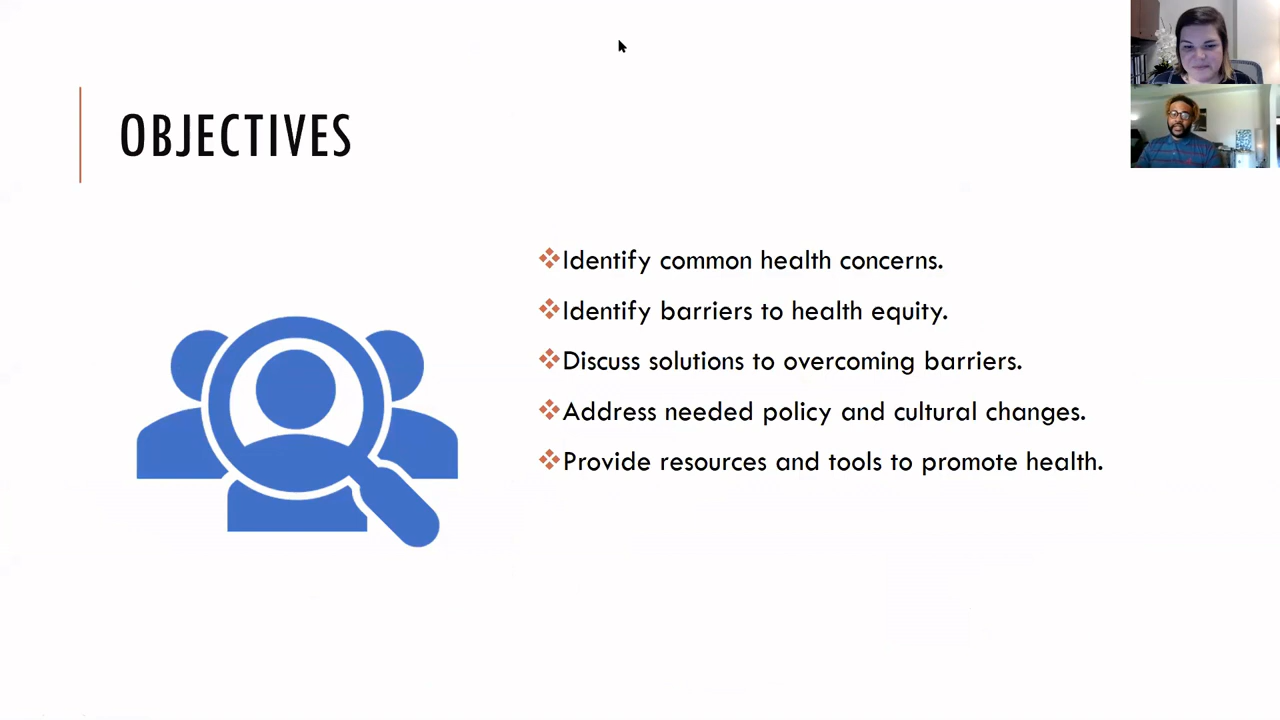 OBJECTIVES
Identify common health concerns.
Identify barriers to health equity.
Discuss solutions to overcoming barriers.
Address needed policy and cultural changes.
Provide resources and tools to promote health.